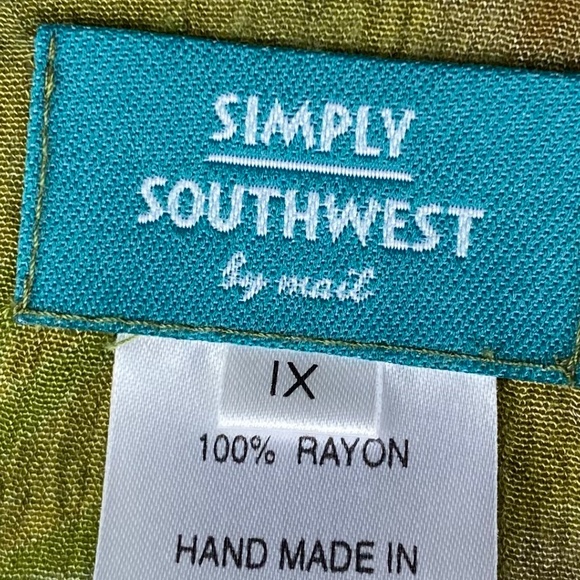 SIMPLY
SOUTHWEST
by mail
1X
100% RAYON
HAND MADE IN